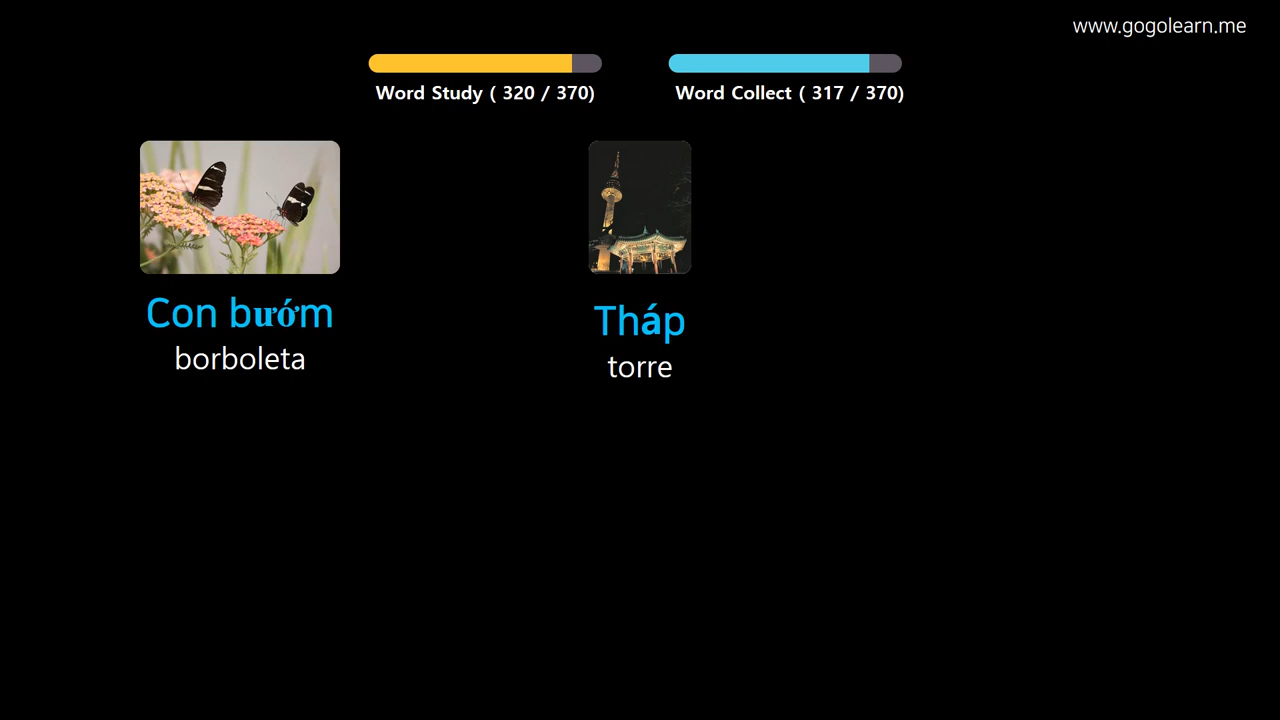 www.gogolearn.me
Word Study ( 320 / 370)
Word Collect ( 317 / 370)
Con bướm
borboleta
Tháp
torre